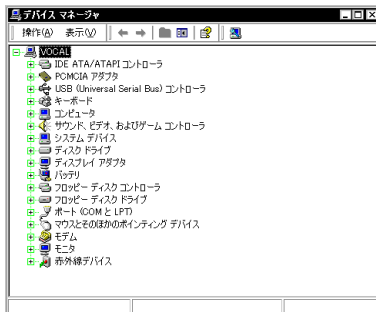 デバイス マネージャ
操作(A) 表示(V)
VOCAL
IDE ATA/ATAPI コントローラ
PCMCIA アダプタ
USB (Universal Serial Bus) コントローラ
キーボード
コンピュータ
サウンド、ビデオ、およびゲーム コントローラ
システム デバイス
ディスク ドライブ
ディスプレイ アダプタ
バッテリ
フロッピー ディスク コントローラ
フロッピー ディスク ドライブ
ポート (COM と LPT)
マウスとそのほかのポインティング デバイス
モデム
モニタ
赤外線デバイス